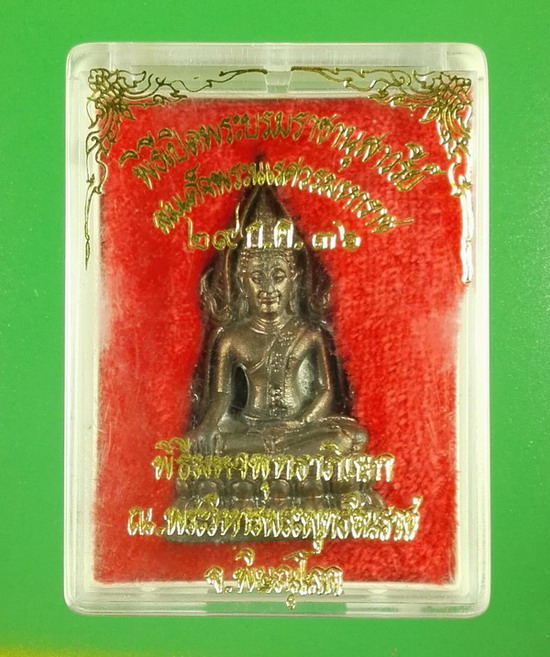 พิธีเปิดพระบรมราชานุสาวรีย์
สมเด็จพระนเรศวรมหาราช
๒๙ ธ.ค. ๓๖
พิธีมหาพุทธาภิเษก
ณ.พระวิหารพระพุทธชินราช
จ.พิษณุโลก